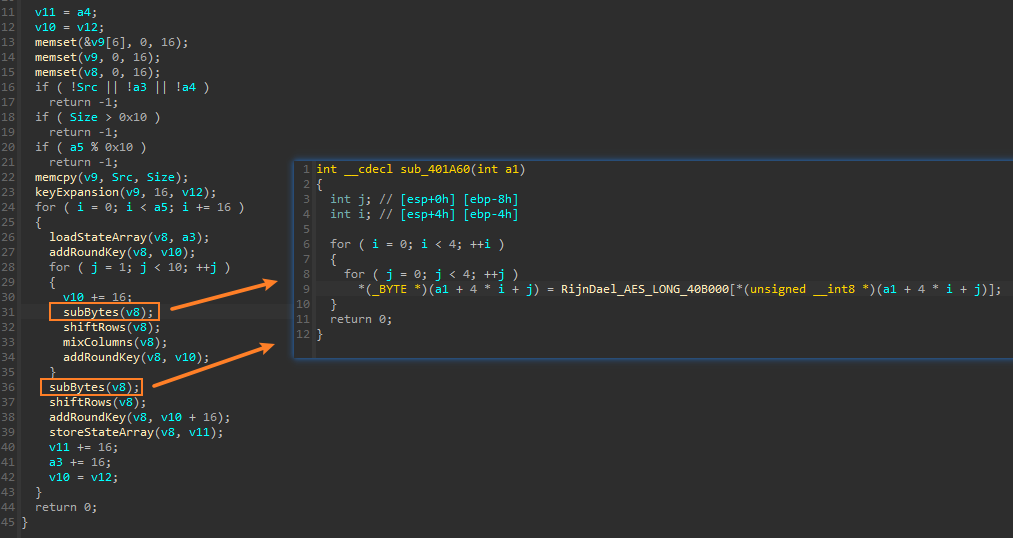 11 v11 = a4;
12 v10 = v12;
13 memset(&v9[6], 0, 16);
14 memset(v9, 0, 16);
15 memset(v8, 0, 16);
16 if ( !Src || !a3 || !a4 )
17 return -1;
18 if ( Size > 0x10 )
19 return -1;
20 if ( a5 % 0x10 )
21 return -1;
22 memcpy(v9, Src, Size);
23 keyExpansion(v9, 16, v12);
24 for ( i = 0; i < a5; i += 16 )
25 {
26 loadStateArray(v8, a3);
27 addRoundKey(v8, v10);
28 for ( j = 1; j < 10; ++j )
29 {
30 v10 += 16;
31 subBytes(v8);
32 shiftRows(v8);
33 mixColumns(v8);
34 addRoundKey(v8, v10);
35 }
36 subBytes(v8);
37 shiftRows(v8);
38 addRoundKey(v8, v10 + 16);
39 storeStateArray(v8, v11);
40 v11 += 16;
41 a3 += 16;
42 v10 = v12;
43 }
44 return 0;
45 }
1 int __cdecl sub_401A60(int a1)
2 {
3 int j; // [esp+0h] [ebp-8h]
4 int i; // [esp+4h] [ebp-4h]
5
6 for ( i = 0; i < 4; ++i )
7 {
8 for ( j = 0; j < 4; ++j )
9 *(_BYTE *)(a1 + 4 * i + j) = RijnDael_AES_LONG_40B000[*(unsigned __int8 *)(a1 + 4 * i + j)];
10 }
11 return 0;
12 }